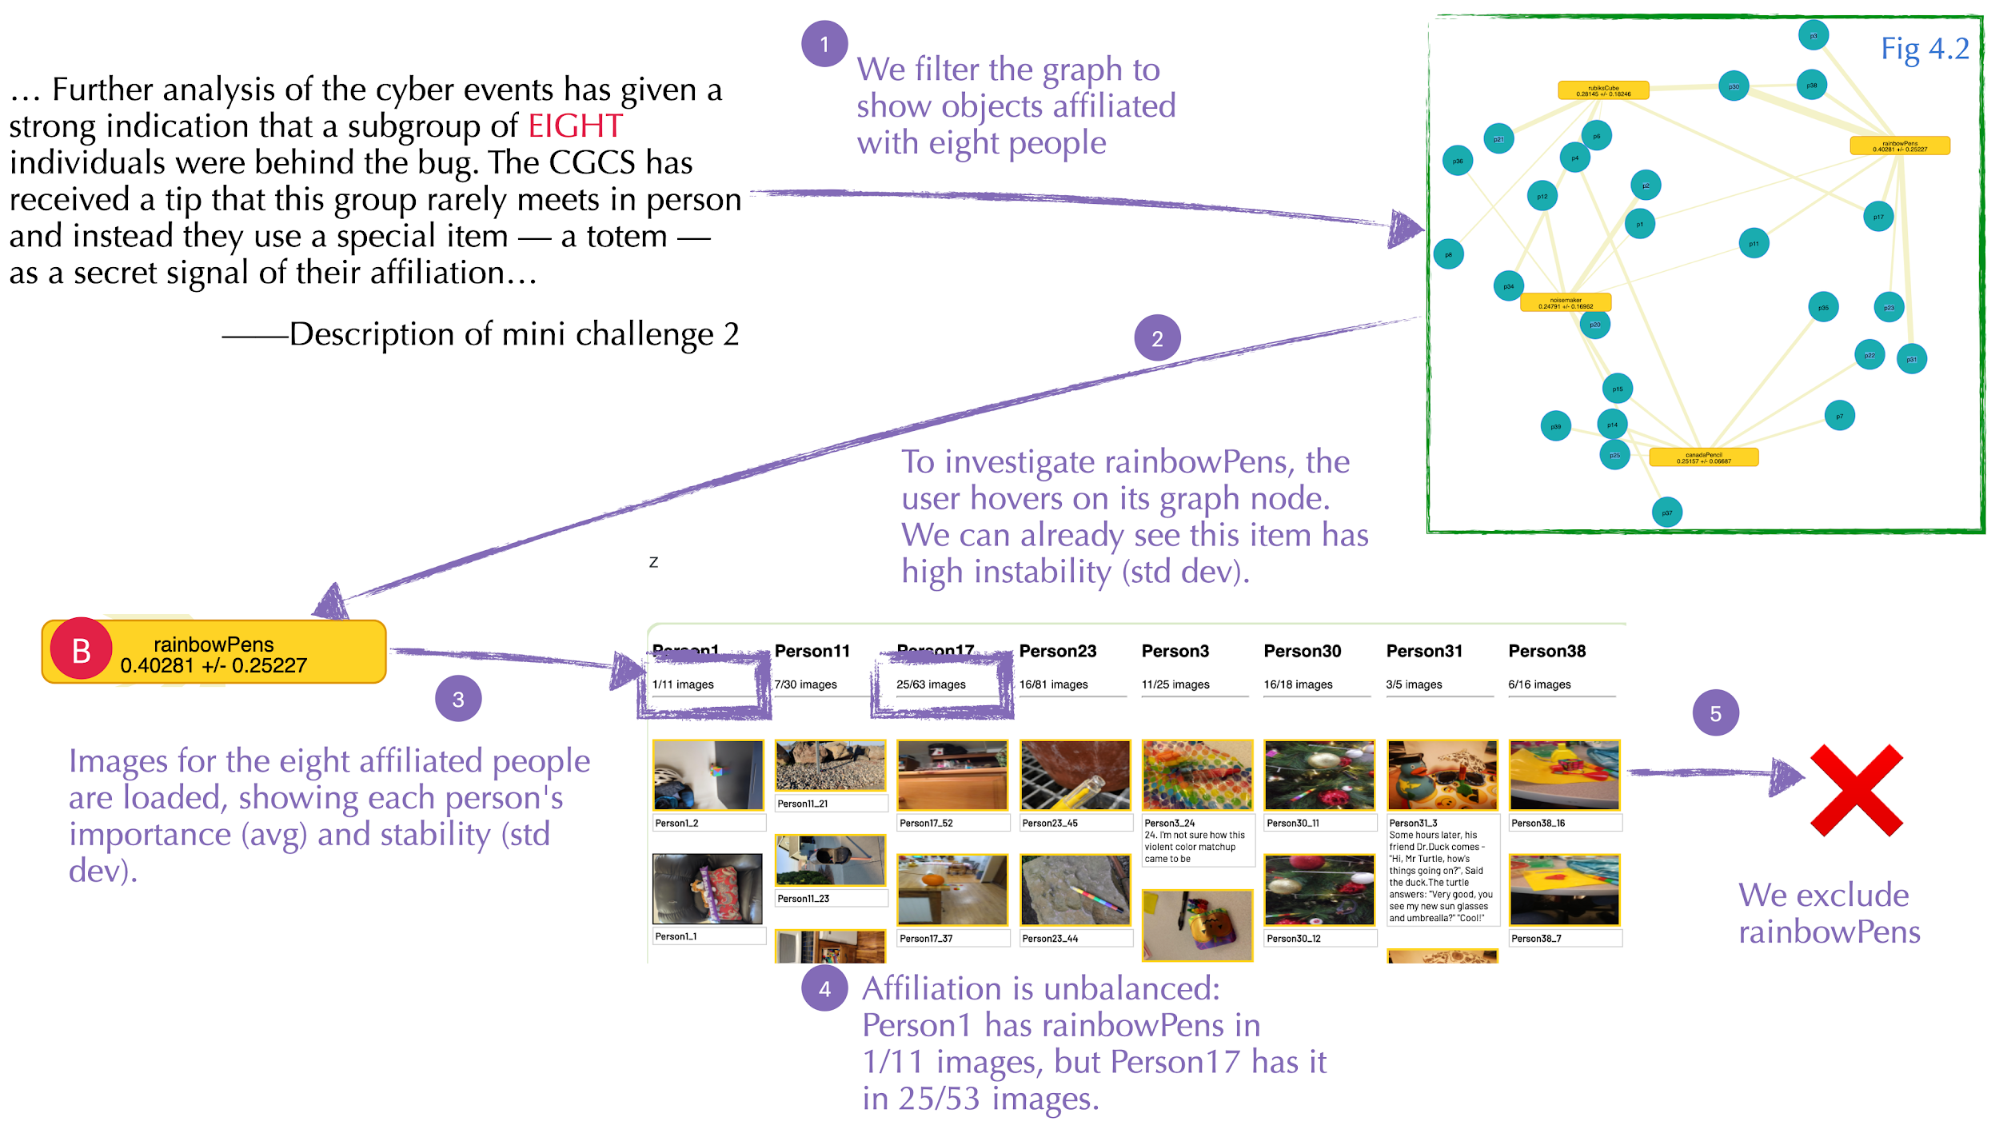 … Further analysis of the cyber events has given a
strong indication that a subgroup of EIGHT
individuals were behind the bug. The CGCS has
received a tip that this group rarely meets in person
and instead they use a special item — a totem —
as a secret signal of their affiliation…
——Description of mini challenge 2
1
We filter the graph to
show objects affiliated
with eight people
Fig 4.2
p3
rubiksCube
0.28145 +/- 0.18246
p30
p38
rainbowPens
0.40281 +/- 0.25227
p21
p6
p36
p4
p12
p2
p1
p17
p11
p8
p34
noisemaker
0.24791 +/- 0.16962
p20
p35
p23
p22
p31
p15
p39
p14
p7
p25
canadaPencil
p37
2
To investigate rainbowPens, the
user hovers on its graph node.
We can already see this item has
high instability (std dev).
Z
B
rainbowPens
0.40281 +/- 0.25227
3
Images for the eight affiliated people
are loaded, showing each person's
importance (avg) and stability (std
dev).
Person1
Person11
Person17
Person23
Person3
Person30
Person31
Person38
1/11 images
7/30 images
25/63 images
16/81 images
11/25 images
16/18 images
3/5 images
6/16 images
Person1_2
Person1_1
Person11_21
Person11_23
Person17_52
Person17_37
Person23_45
Person23_44
Person3_24
24. I'm not sure how this
violent color matchup
came to be
Person30_11
Person30_12
Person31_3
Some hours later, his
friend Dr.Duck comes -
"Hi, Mr Turtle, how's
things going on?", Said
the duck.The turtle
answers: "Very good, you
see my new sun glasses
and umbrealla?" "Cool!"
Person38_16
Person38_7
4
Affiliation is unbalanced:
Person1 has rainbowPens in
1/11 images, but Person17 has it
in 25/53 images.
5
We exclude
rainbowPens